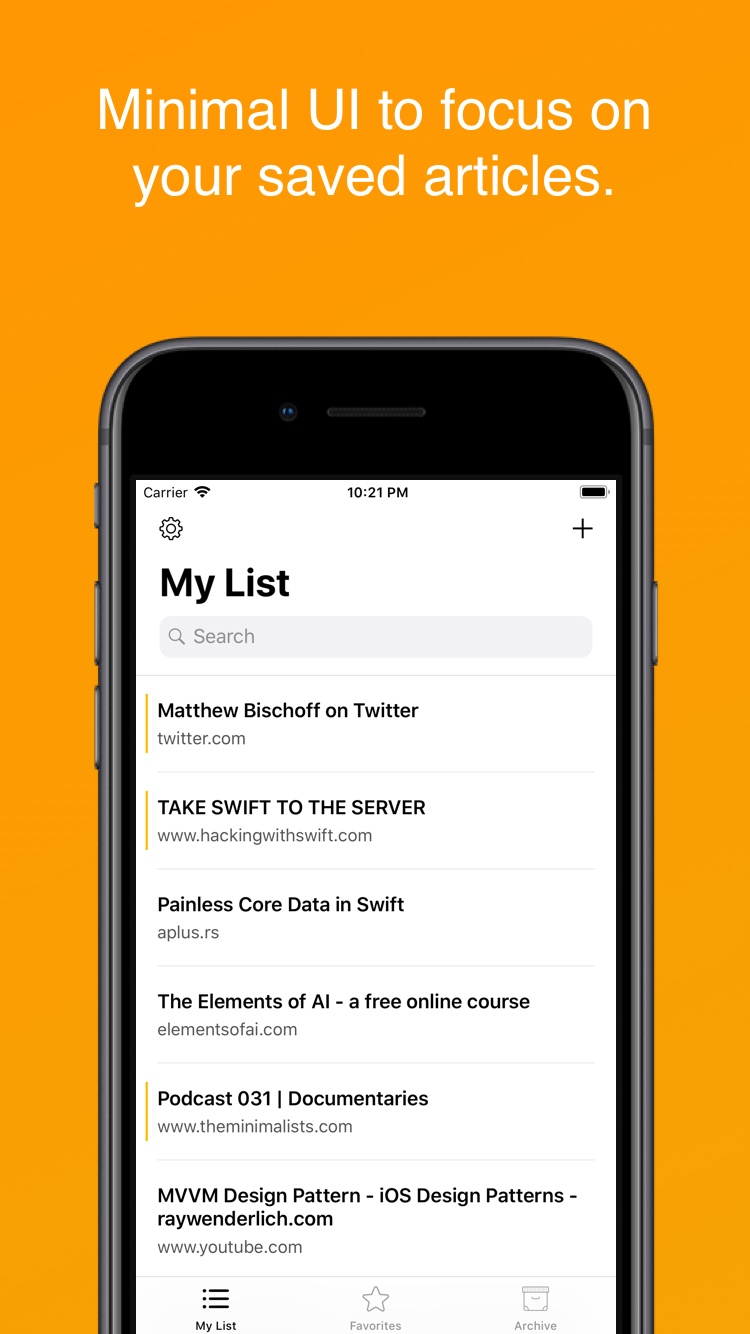 Minimal UI to focus on
your saved articles.
Carrier
10:21 PM
My List
Search
Matthew Bischoff on Twitter
twitter.com
TAKE SWIFT TO THE SERVER
www.hackingwithswift.com
Painless Core Data in Swift
aplus.rs
The Elements of AI - a free online course
elementsofai.com
Podcast 031 | Documentaries
www.theminimalists.com
MVVM Design Pattern - iOS Design Patterns -
raywenderlich.com
www.youtube.com
My List
Favorites
Archive